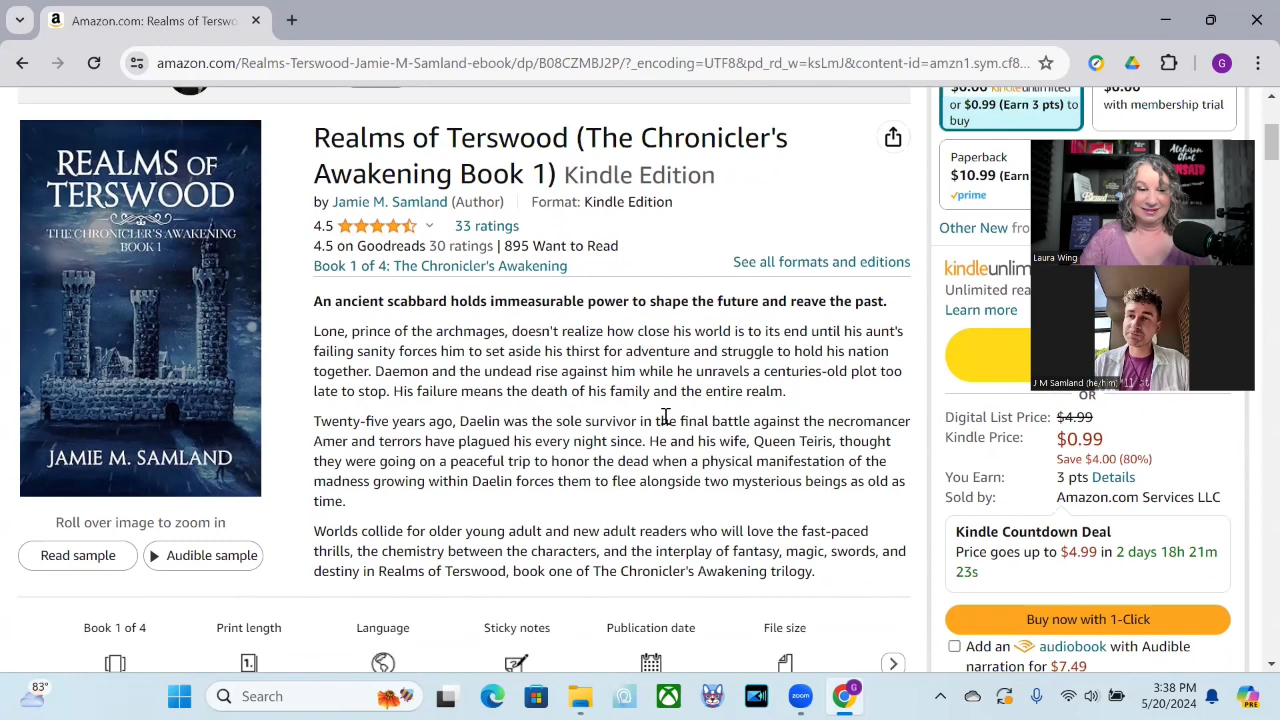 Amazon.com: Realms of Terswood
amazon.com/Realms-Terswood-Jamie-M-Samland-ebook/dp/B08CZMBJ2P/?_encoding=UTF8&pd_rd_w=ksLmJ&content-id=amzn1.sym.cf8...
G
REALMS OF
TERSWOOD
THE CHRONICLER'S AWAKENING
BOOK 1
JAMIE M. SAMLAND
Roll over image to zoom in
Read sample
Audible sample
Realms of Terswood (The Chronicler's
Awakening Book 1) Kindle Edition
by Jamie M. Samland (Author) Format: Kindle Edition
4.5 33 ratings
4.5 on Goodreads 30 ratings | 895 Want to Read
Book 1 of 4: The Chronicler's Awakening
See all formats and editions
An ancient scabbard holds immeasurable power to shape the future and reave the past.
Lone, prince of the archmages, doesn't realize how close his world is to its end until his aunt's
failing sanity forces him to set aside his thirst for adventure and struggle to hold his nation
together. Daemon and the undead rise against him while he unravels a centuries-old plot too
late to stop. His failure means the death of his family and the entire realm.
Twenty-five years ago, Daelin was the sole survivor in the final battle against the necromancer
Amer and terrors have plagued his every night since. He and his wife, Queen Teiris, thought
they were going on a peaceful trip to honor the dead when a physical manifestation of the
madness growing within Daelin forces them to flee alongside two mysterious beings as old as
time.
Worlds collide for older young adult and new adult readers who will love the fast-paced
thrills, the chemistry between the characters, and the interplay of fantasy, magic, swords, and
destiny in Realms of Terswood, book one of The Chronicler's Awakening trilogy.
Book 1 of 4
Print length
Language
Sticky notes
Publication date
File size
$0.00 kindleunlimited
or $0.99 (Earn 3 pts) to
buy
$0.00
with membership trial
Paperback
$10.99 (Earn
prime
Other New fro
kindleunlim
Unlimited rea
Learn more
Laura Wing
J M Samland (he/him)
OR
Digital List Price: $4.99
Kindle Price: $0.99
Save $4.00 (80%)
You Earn: 3 pts Details
Sold by: Amazon.com Services LLC
Kindle Countdown Deal
Price goes up to $4.99 in 2 days 18h 21m
23s
Buy now with 1-Click
Add an audiobook with Audible
narration for $7.49
83°
Search
zoom
G
3:38 PM
5/20/2024
PRE